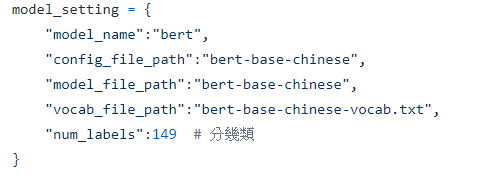 model_setting = {
    "model_name":"bert",
    "config_file_path":"bert-base-chinese",
    "model_file_path":"bert-base-chinese",
    "vocab_file_path":"bert-base-chinese-vocab.txt",
    "num_labels":149  # 分幾類
}